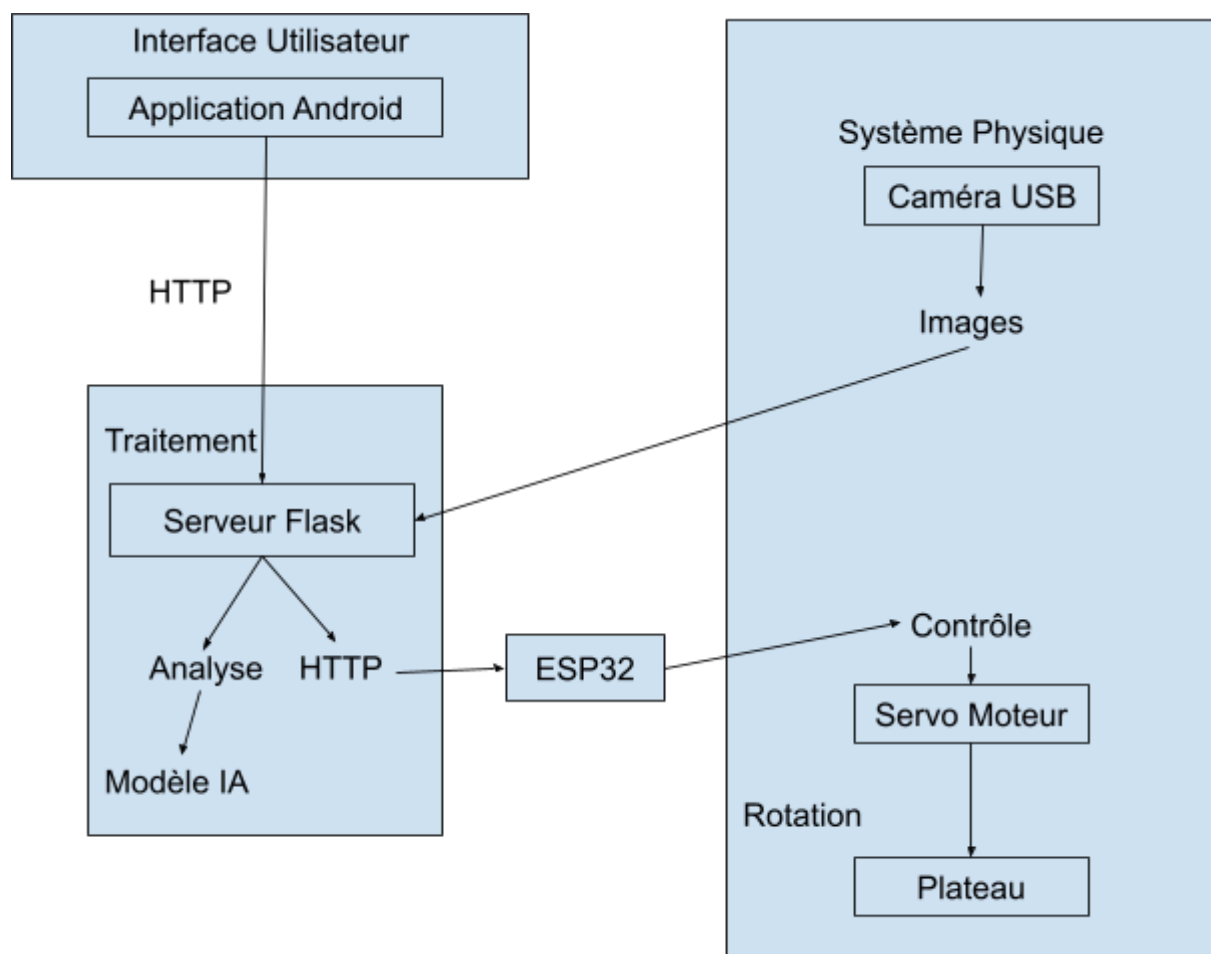 Interface Utilisateur
Application Android
HTTP
Traitement
Serveur Flask
Analyse
HTTP
Modèle IA
ESP32
Système Physique
Caméra USB
Images
Contrôle
Servo Moteur
Rotation
Plateau